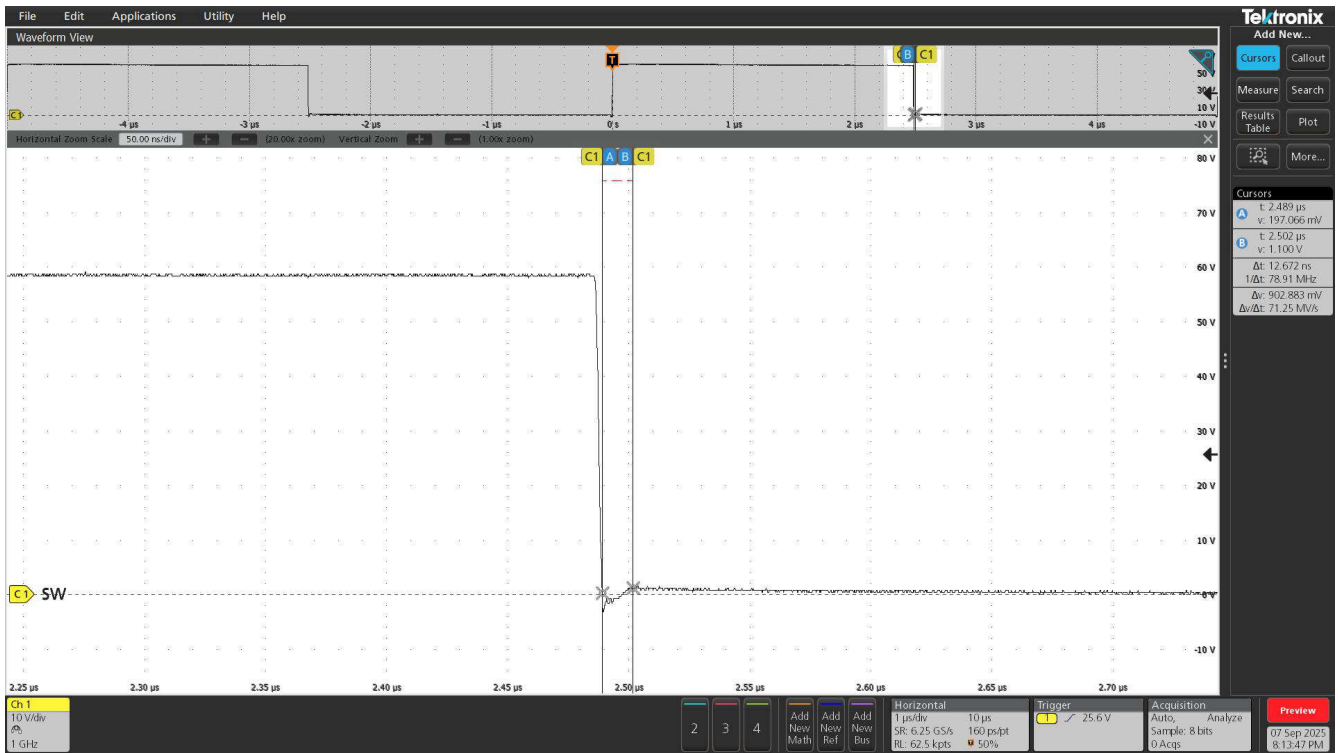 File Edit Applications Utility Help
Tektronix
Waveform View
Add New...
Cursors Callout
Measure Search
Results Table Plot
More...
C1 B C1
T
50 V
10 V
-10 V
C1
-4 µs -3 µs -2 µs -1 µs 0 s 1 µs 2 µs 3 µs 4 µs
Horizontal Zoom Scale 50.00 ns/div + - (20.00x zoom) Vertical Zoom + - (1.00x zoom)
C1 A B C1
80 V
70 V
60 V
50 V
40 V
30 V
20 V
10 V
-10 V
C1 SW
2.25 µs 2.30 µs 2.35 µs 2.40 µs 2.45 µs 2.50 µs 2.55 µs 2.60 µs 2.65 µs 2.70 µs
Cursors
A t: 2.489 µs
v: 197.066 mV
B t: 2.502 µs
v: 1.100 V
Δt: 12.672 ns
1/Δt: 78.91 MHz
Δv: 902.883 mV
Δv/Δt: 71.25 MV/s
Ch 1
10 V/div
1 GHz
2 3 4
Add New Math
Add New Ref
Add New Bus
Horizontal
1 µs/div 10 µs
SR: 6.25 GS/s 160 ps/pt
RL: 62.5 kpts 50%
Trigger
1 25.6 V
Acquisition
Auto, Analyze
Sample: 8 bits
0 Acqs
Preview
07 Sep 2025
8:13:47 PM